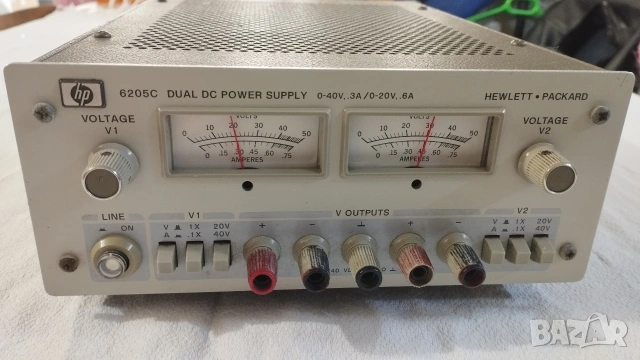 hp 6205C DUAL DC POWER SUPPLY 0-40V..3A/0-20V..6A HEWLETT • PACKARD
VOLTAGE V1
VOLTS
0 10 20 30 40 50
0 .15 .30 .45 .60 .75
AMPERES
VOLTS
0 10 20 30 40 50
0 .15 .30 .45 .60 .75
AMPERES
VOLTAGE V2
LINE
ON
V1
V 1X 20V
A .1X 40V
V OUTPUTS
+ - + -
V2
V 1X 20V
A .1X 40V
BAZAR